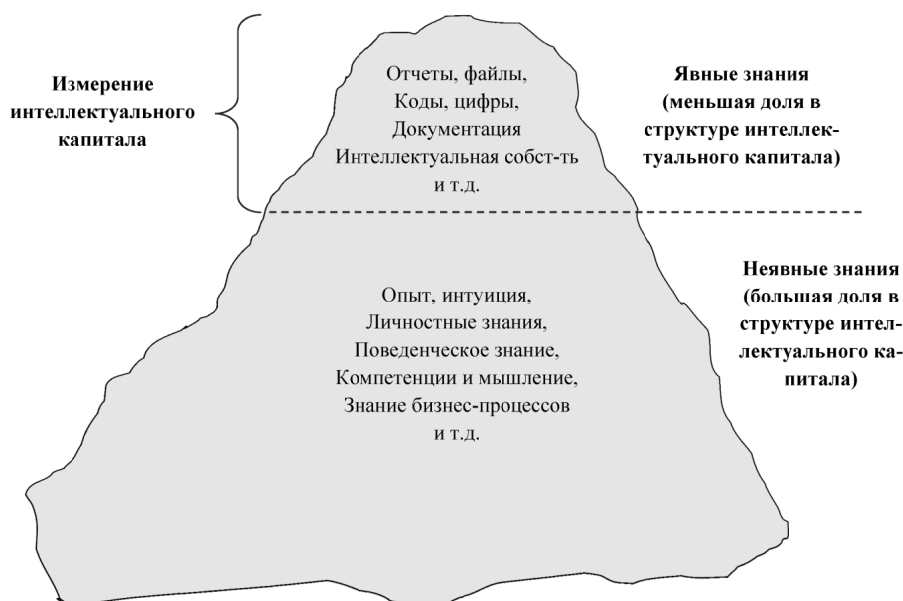 Измерение
интеллектуального
капитала
Отчеты, файлы,
Коды, цифры,
Документация
Интеллектуальная собст-ть
и т.д.
Явные знания
(меньшая доля в
структуре интеллек-
туального капитала)
Опыт, интуиция,
Личностные знания,
Поведенческое знание,
Компетенции и мышление,
Знание бизнес-процессов
и т.д.
Неявные знания
(большая доля в
структуре интел-
лектуального ка-
питала)